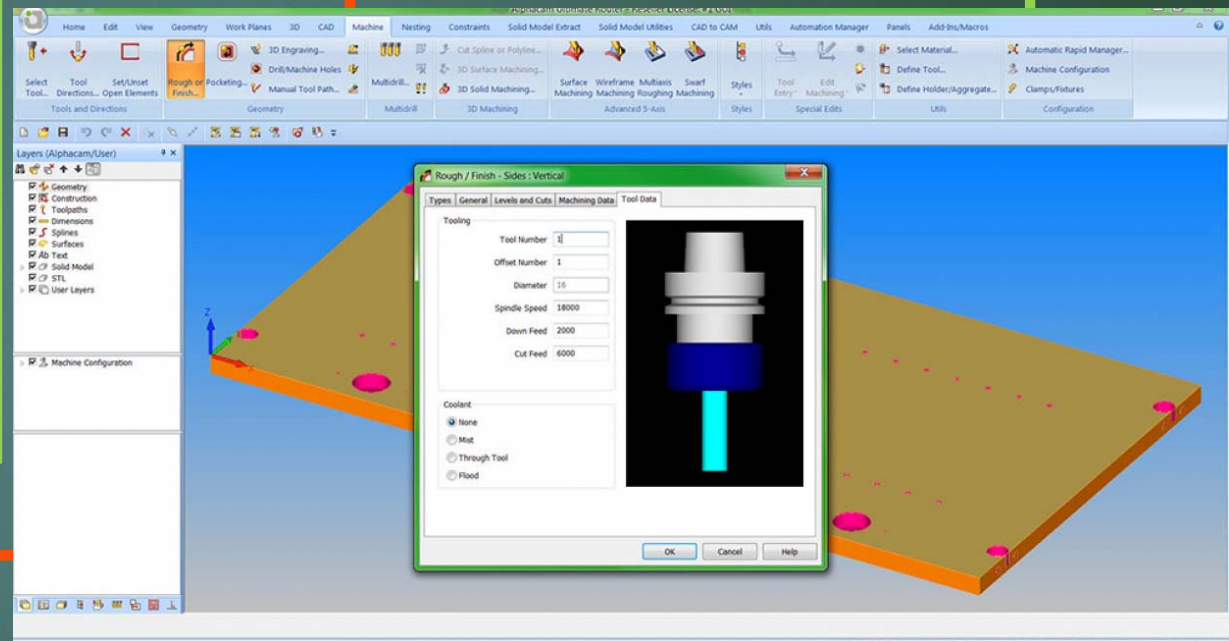 Alphacam Ultimate Router - Reseller License: # 1.001
Home Edit View Geometry Work Planes 3D CAD Machine Nesting Constraints Solid Model Extract Solid Model Utilities CAD to CAM Utils Automation Manager Panels Add-Ins/Macros
Select Tool... Tool Directions... Set/Unset Open Elements
Tools and Directions
Rough or Finish... Pocketing...
3D Engraving...
Drill/Machine Holes
Manual Tool Path...
Geometry
Multidrill...
Multidrill
Cut Spline or Polyline...
3D Surface Machining...
3D Solid Machining...
3D Machining
Surface Machining Wireframe Machining Multiaxis Roughing Swarf Machining
Advanced 5-Axis
Styles
Styles
Tool Entry Edit Machining
Special Edits
Select Material...
Define Tool...
Define Holder/Aggregate...
Utils
Automatic Rapid Manager...
Machine Configuration
Clamps/Fixtures
Configuration
Layers (Alphacam/User)
Geometry
Construction
Toolpaths
Dimensions
Splines
Surfaces
Ab Text
Solid Model
STL
User Layers
Machine Configuration
Z
X
Rough / Finish - Sides : Vertical
Types General Levels and Cuts Machining Data Tool Data
Tooling
Tool Number 1
Offset Number 1
Diameter 16
Spindle Speed 18000
Down Feed 2000
Cut Feed 6000
Coolant
None
Mist
Through Tool
Flood
OK Cancel Help